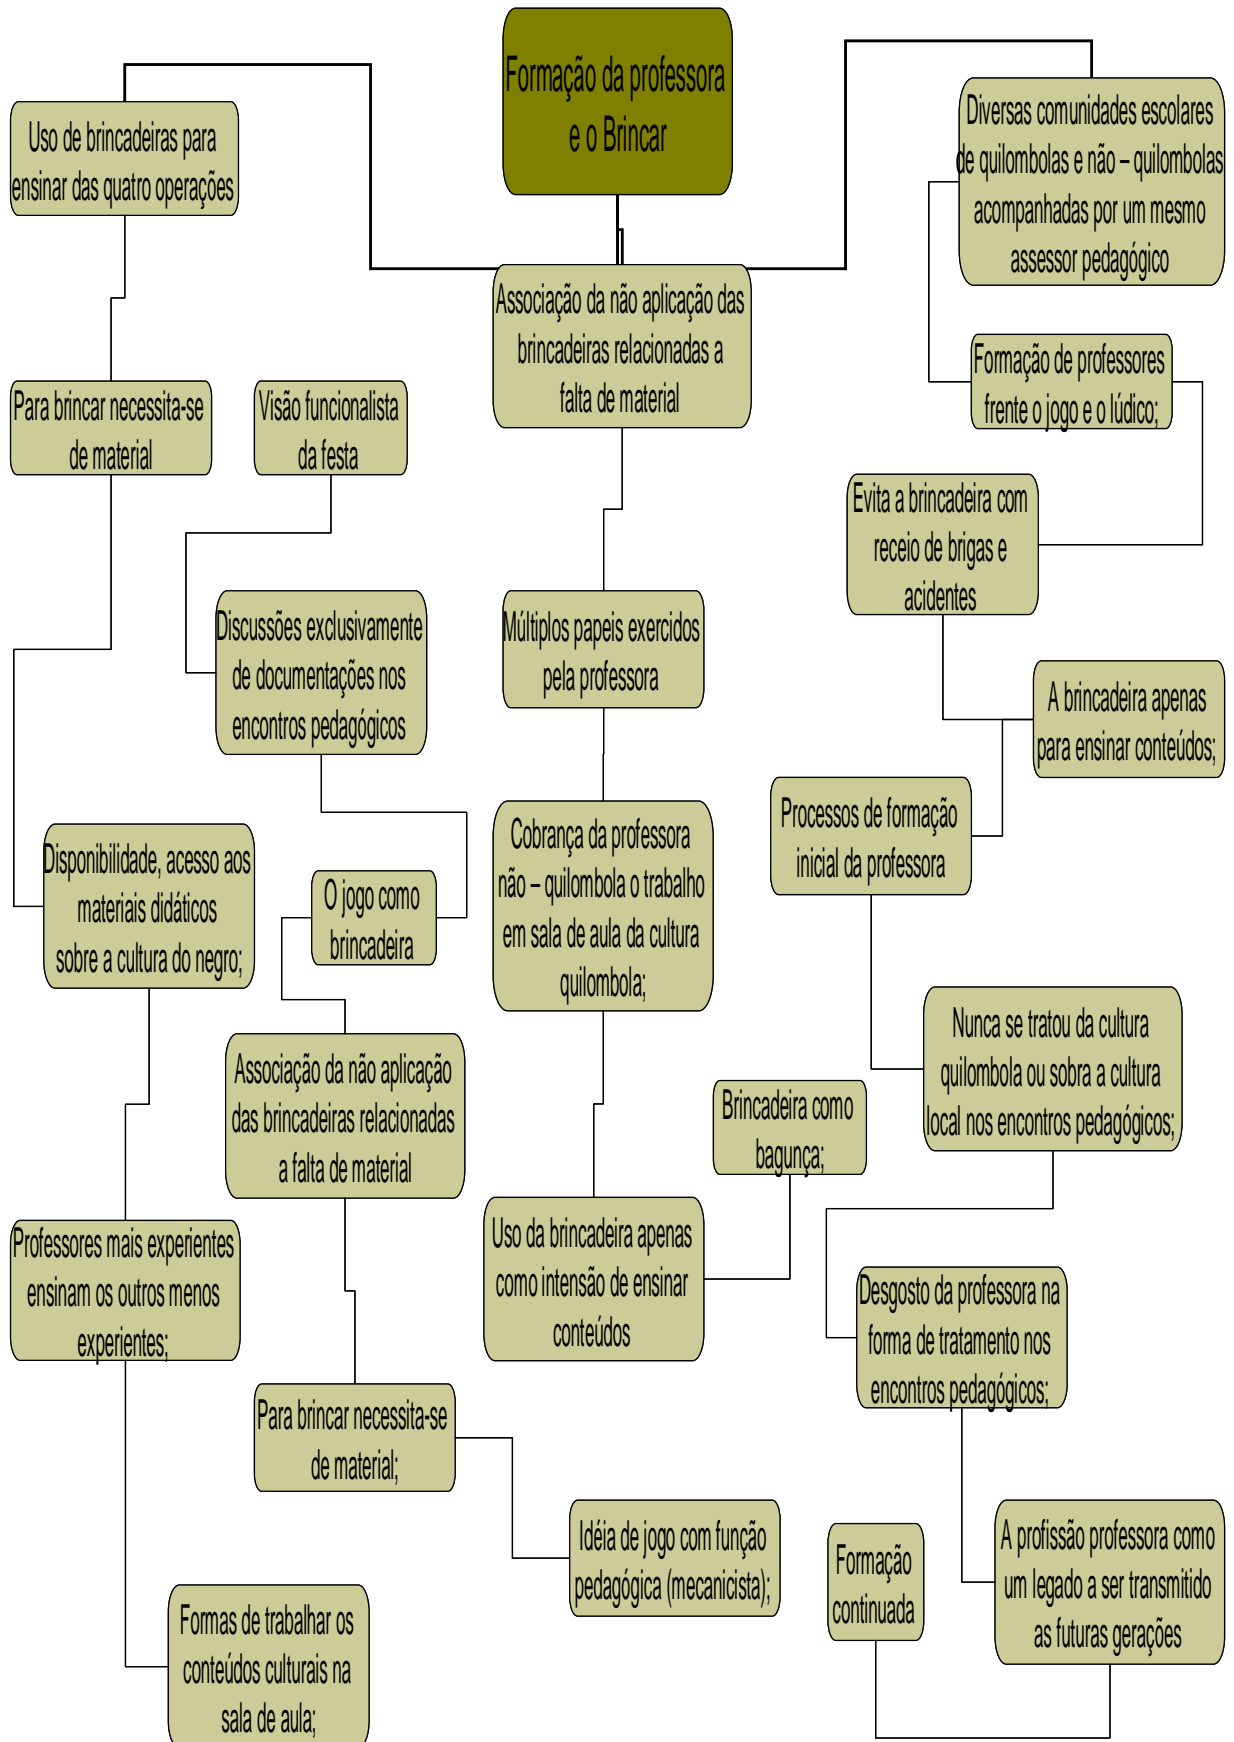 Formação da professora
e o Brincar
Uso de brincadeiras para
ensinar das quatro operações
Diversas comunidades escolares
de quilombolas e não – quilombolas
acompanhadas por um mesmo
assessor pedagógico
Associação da não aplicação das
brincadeiras relacionadas a
falta de material
Formação de professores
frente o jogo e o lúdico;
Para brincar necessita-se
de material
Visão funcionalista
da festa
Evita a brincadeira com
receio de brigas e
acidentes
Discussões exclusivamente
de documentações nos
encontros pedagógicos
Múltiplos papeis exercidos
pela professora
A brincadeira apenas
para ensinar conteúdos;
Processos de formação
inicial da professora
Disponibilidade, acesso aos
materiais didáticos
sobre a cultura do negro;
O jogo como
brincadeira
Cobrança da professora
não – quilombola o trabalho
em sala de aula da cultura
quilombola;
Nunca se tratou da cultura
quilombola ou sobra a cultura
local nos encontros pedagógicos;
Associação da não aplicação
das brincadeiras relacionadas
a falta de material
Brincadeira como
bagunça;
Uso da brincadeira apenas
como intensão de ensinar
conteúdos
Professores mais experientes
ensinam os outros menos
experientes;
Desgosto da professora na
forma de tratamento nos
encontros pedagógicos;
Para brincar necessita-se
de material;
Idéia de jogo com função
pedagógica (mecanicista);
Formação
continuada
A profissão professora como
um legado a ser transmitido
as futuras gerações
Formas de trabalhar os
conteúdos culturais na
sala de aula;